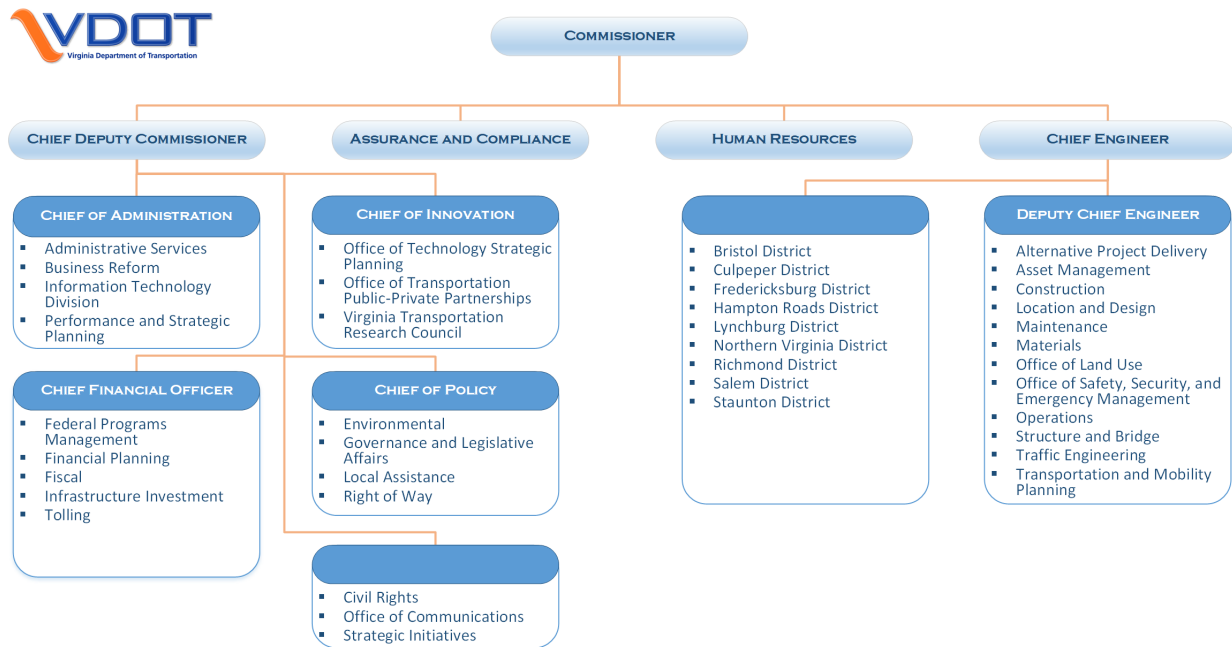 VDOT
Virginia Department of Transportation
Commissioner
Chief Deputy Commissioner
Assurance and Compliance
Human Resources
Chief Engineer
Chief of Administration
Administrative Services
Business Reform
Information Technology
Division
Performance and Strategic
Planning
Chief of Innovation
Office of Technology Strategic
Planning
Office of Transportation
Public-Private Partnerships
Virginia Transportation
Research Council
Bristol District
Culpeper District
Fredericksburg District
Hampton Roads District
Lynchburg District
Northern Virginia District
Richmond District
Salem District
Staunton District
Deputy Chief Engineer
Alternative Project Delivery
Asset Management
Construction
Location and Design
Maintenance
Materials
Office of Land Use
Office of Safety, Security, and
Emergency Management
Operations
Structure and Bridge
Traffic Engineering
Transportation and Mobility
Planning
Chief Financial Officer
Federal Programs
Management
Financial Planning
Fiscal
Infrastructure Investment
Tolling
Chief of Policy
Environmental
Governance and Legislative
Affairs
Local Assistance
Right of Way
Civil Rights
Office of Communications
Strategic Initiatives